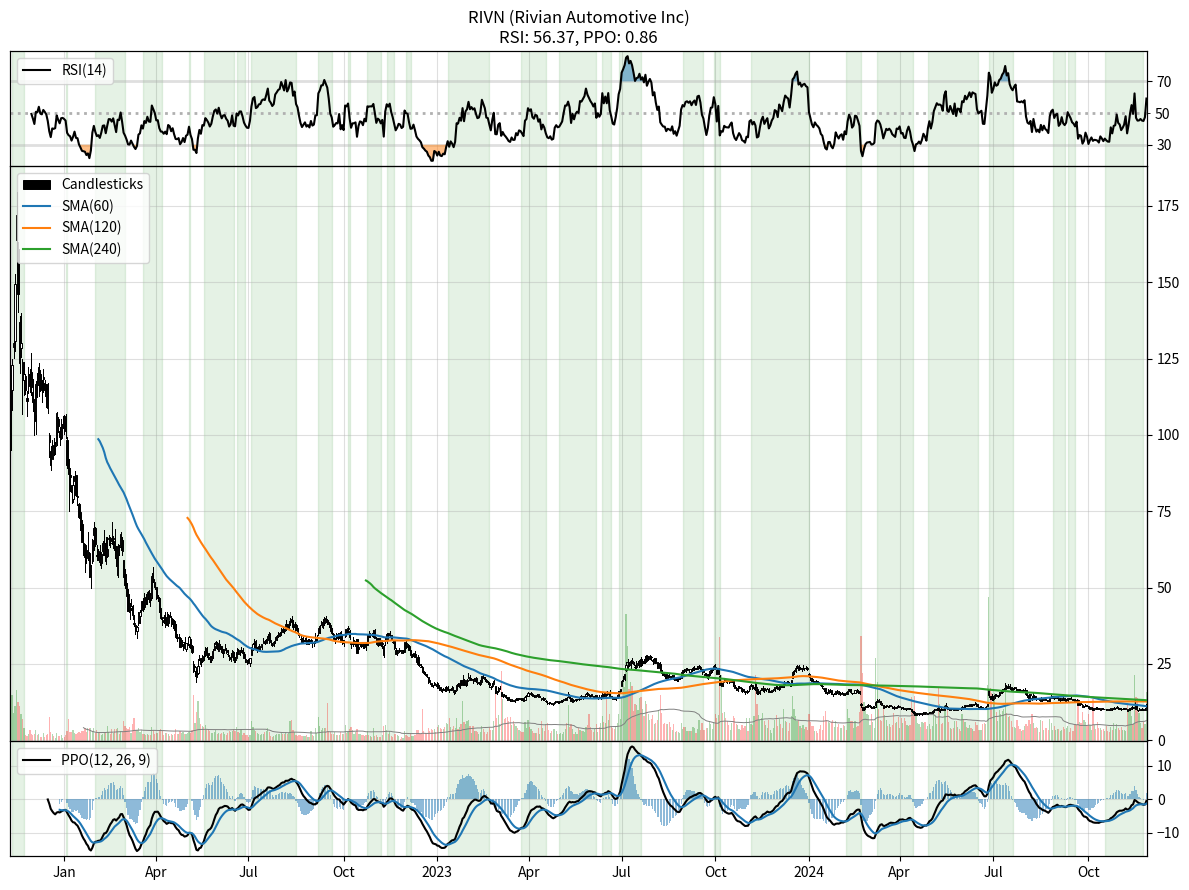 RIVN (Rivian Automotive Inc)
RSI: 56.37, PPO: 0.86
RSI(14)
70
50
30
Candlesticks
SMA(60)
SMA(120)
SMA(240)
175
150
125
100
75
50
25
0
PPO(12, 26, 9)
10
0
−10
Jan Apr Jul Oct 2023 Apr Jul Oct 2024 Apr Jul Oct